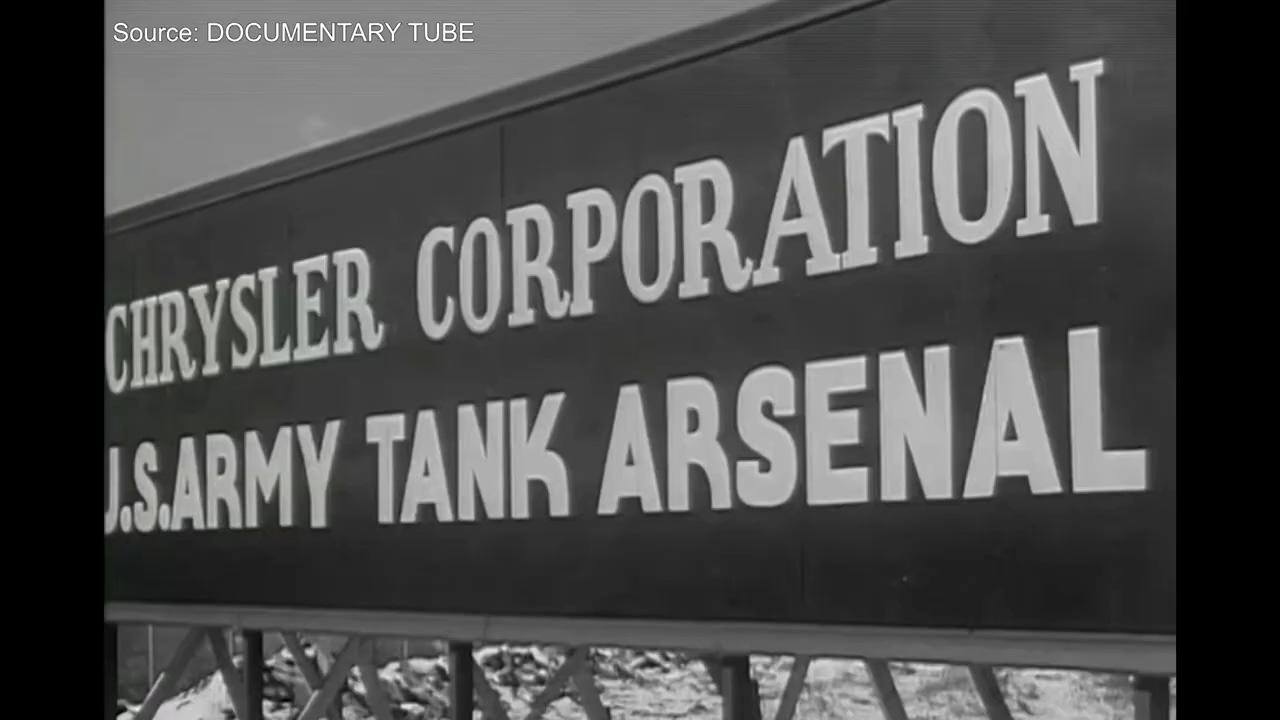 Source: DOCUMENTARY TUBE
CHRYSLER CORPORATION
U.S.ARMY TANK ARSENAL